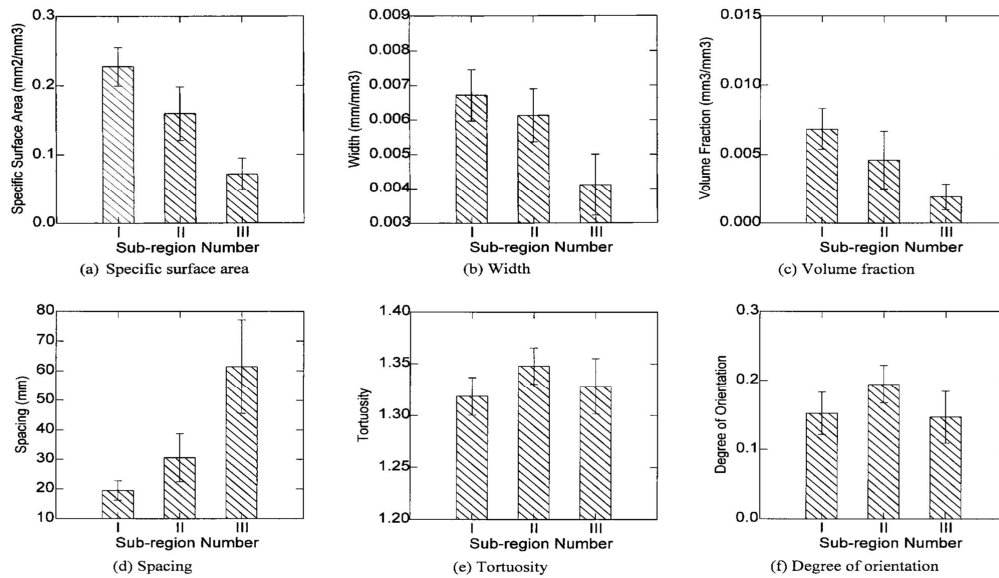 0.3
0.2
0.1
0.0
Specific Surface Area (mm2/mm3)
I II III
Sub-region Number
(a) Specific surface area
0.009
0.008
0.007
0.006
0.005
0.004
0.003
Width (mm/mm3)
I II III
Sub-region Number
(b) Width
0.015
0.010
0.005
0.000
Volume Fraction (mm3/mm3)
I II III
Sub-region Number
(c) Volume fraction
80
70
60
50
40
30
20
10
Spacing (mm)
I II III
Sub-region Number
(d) Spacing
1.40
1.35
1.30
1.25
1.20
Tortuosity
I II III
Sub-region Number
(e) Tortuosity
0.3
0.2
0.1
0.0
Degree of Orientation
I II III
Sub-region Number
(f) Degree of orientation